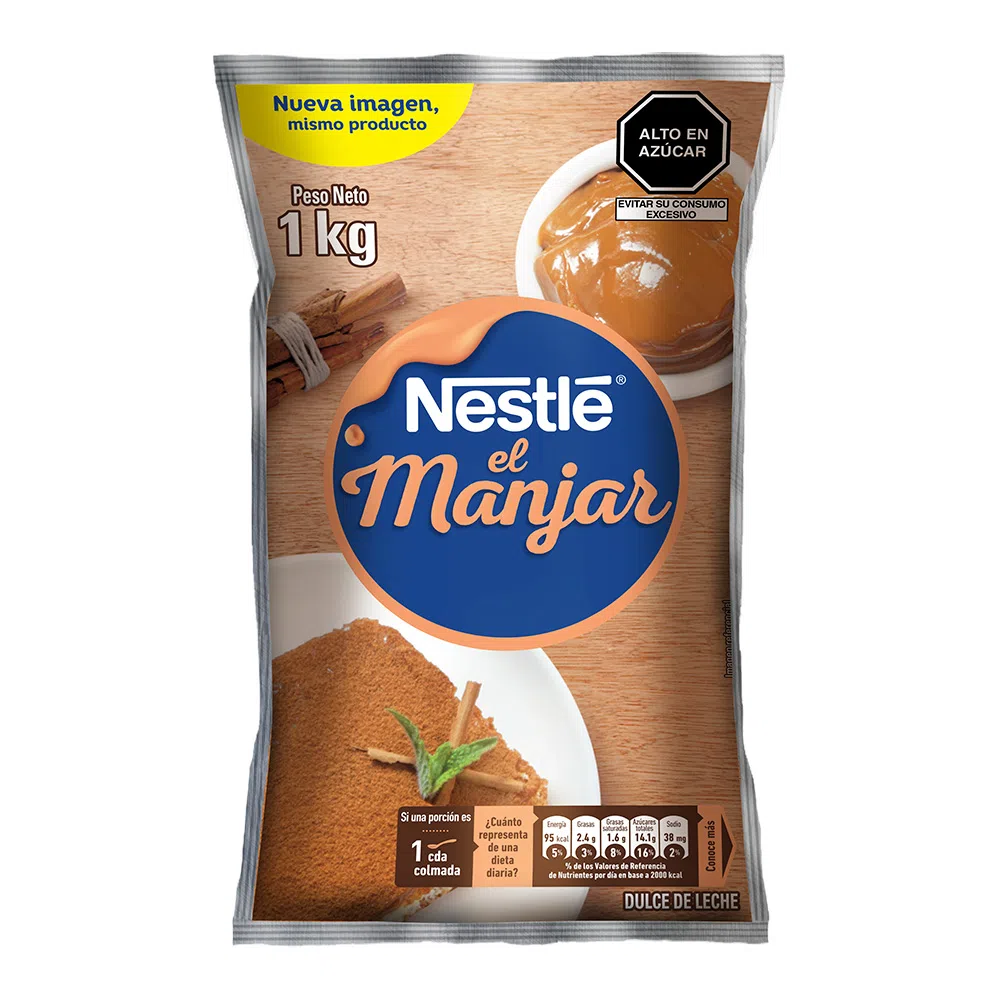 Nueva imagen,
mismo producto
ALTO EN
AZÚCAR
EVITAR SU CONSUMO
EXCESIVO
Peso Neto
1 kg
Nestlé®
el
Manjar
Imagen referencial
Si una porción es
1 cda
colmada
¿Cuánto
representa
de una
dieta
diaria?
Energía
95 kcal
5%
Grasas
2.4 g
3%
Grasas
saturadas
1.6 g
8%
Azúcares
totales
14.1g
16%
Sodio
38 mg
2%
% de los Valores de Referencia
de Nutrientes por día en base a 2000 kcal
Conoce más
DULCE DE LECHE